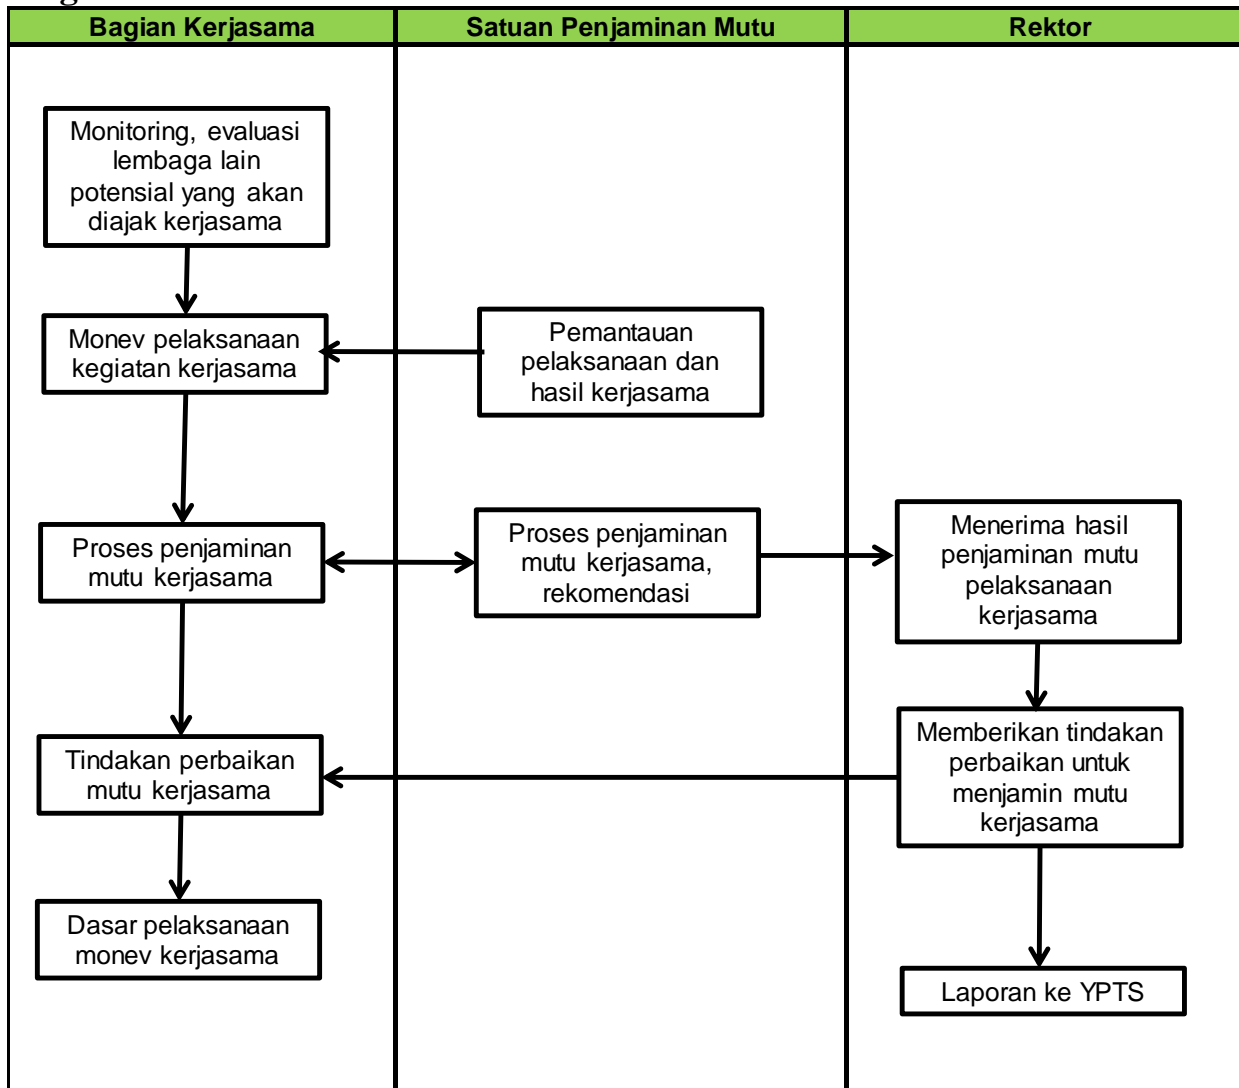 Bagian Kerjasama
Satuan Penjaminan Mutu
Rektor
Monitoring, evaluasi
lembaga lain
potensial yang akan
diajak kerjasama
Monev pelaksanaan
kegiatan kerjasama
Pemantauan
pelaksanaan dan
hasil kerjasama
Proses penjaminan
mutu kerjasama
Proses penjaminan
mutu kerjasama,
rekomendasi
Menerima hasil
penjaminan mutu
pelaksanaan
kerjasama
Tindakan perbaikan
mutu kerjasama
Memberikan tindakan
perbaikan untuk
menjamin mutu
kerjasama
Dasar pelaksanaan
monev kerjasama
Laporan ke YPTS